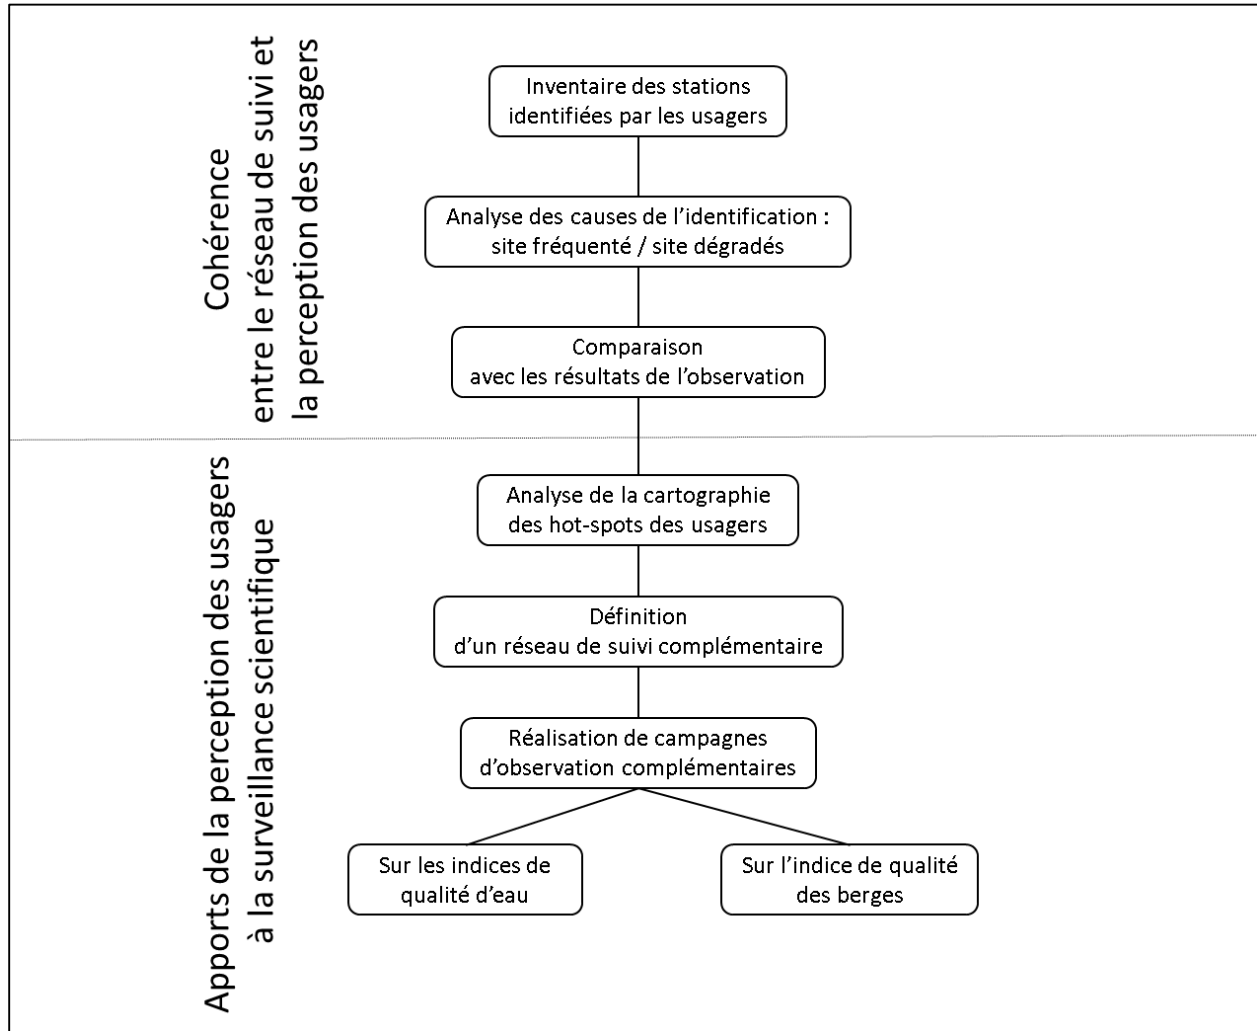 Cohérence
entre le réseau de suivi et
la perception des usagers
Inventaire des stations
identifiées par les usagers
Analyse des causes de l’identification :
site fréquenté / site dégradés
Comparaison
avec les résultats de l’observation
Apports de la perception des usagers
à la surveillance scientifique
Analyse de la cartographie
des hot-spots des usagers
Définition
d’un réseau de suivi complémentaire
Réalisation de campagnes
d’observation complémentaires
Sur les indices de
qualité d’eau
Sur l’indice de qualité
des berges